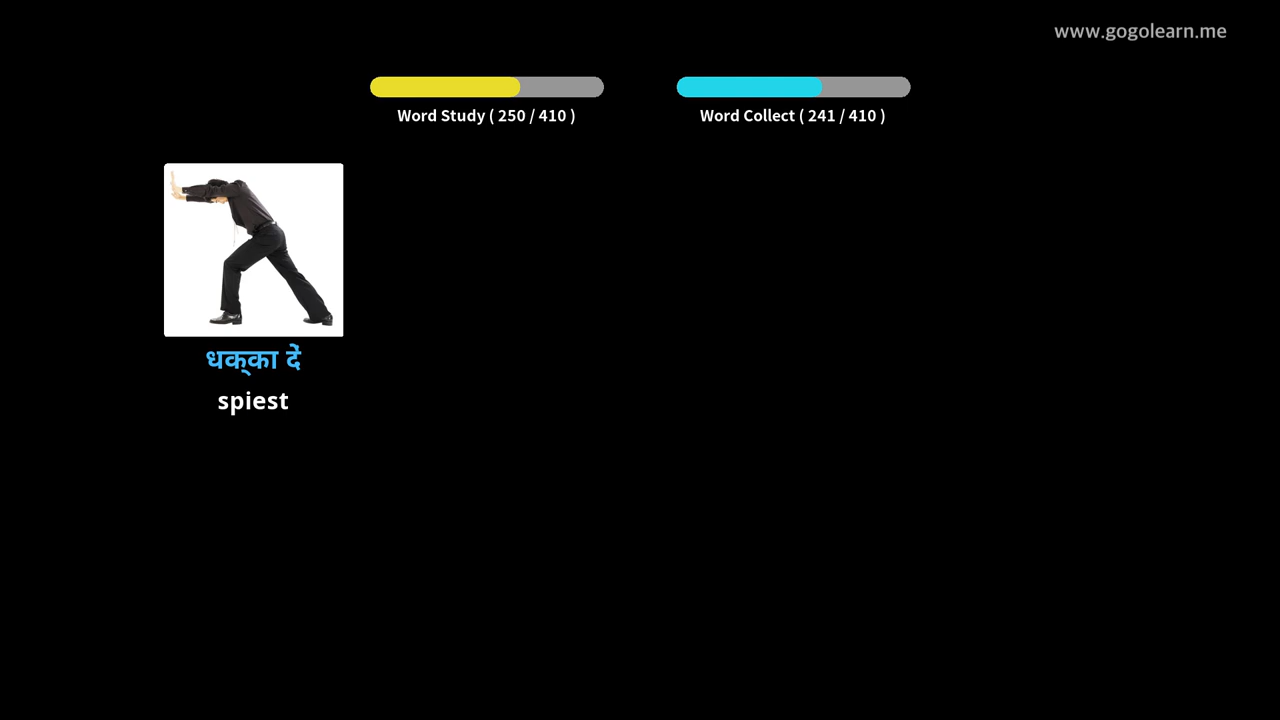 www.gogolearn.me
Word Study ( 250 / 410 )
Word Collect ( 241 / 410 )
धक्का दें
spiest